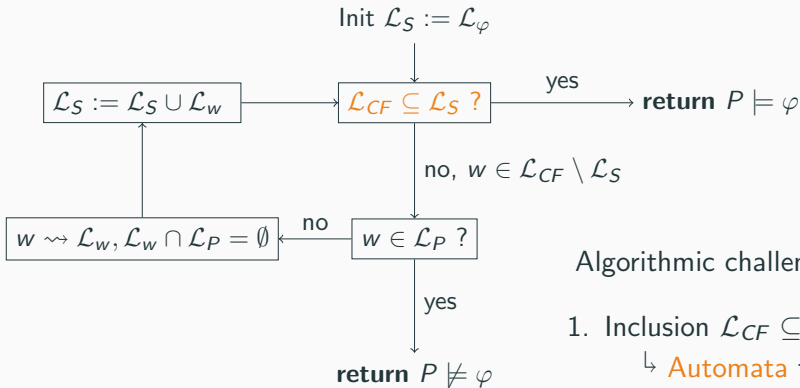 Init 𝓛_S := 𝓛_φ
𝓛_S := 𝓛_S ∪ 𝓛_w
𝓛_CF ⊆ 𝓛_S ?
yes
return P ⊨ φ
no, w ∈ 𝓛_CF \ 𝓛_S
w ⇝ 𝓛_w, 𝓛_w ∩ 𝓛_P = ∅
no
w ∈ 𝓛_P ?
yes
return P ⊭ φ
Algorithmic
1. Inclusion 𝓛_CF ⊆
↳ Automata